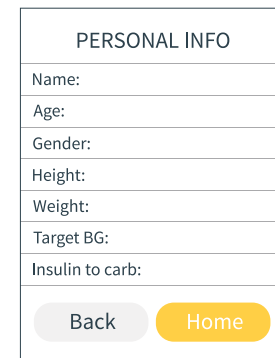 PERSONAL INFO
Name:
Age:
Gender:
Height:
Weight:
Target BG:
Insulin to carb:
Back
Home